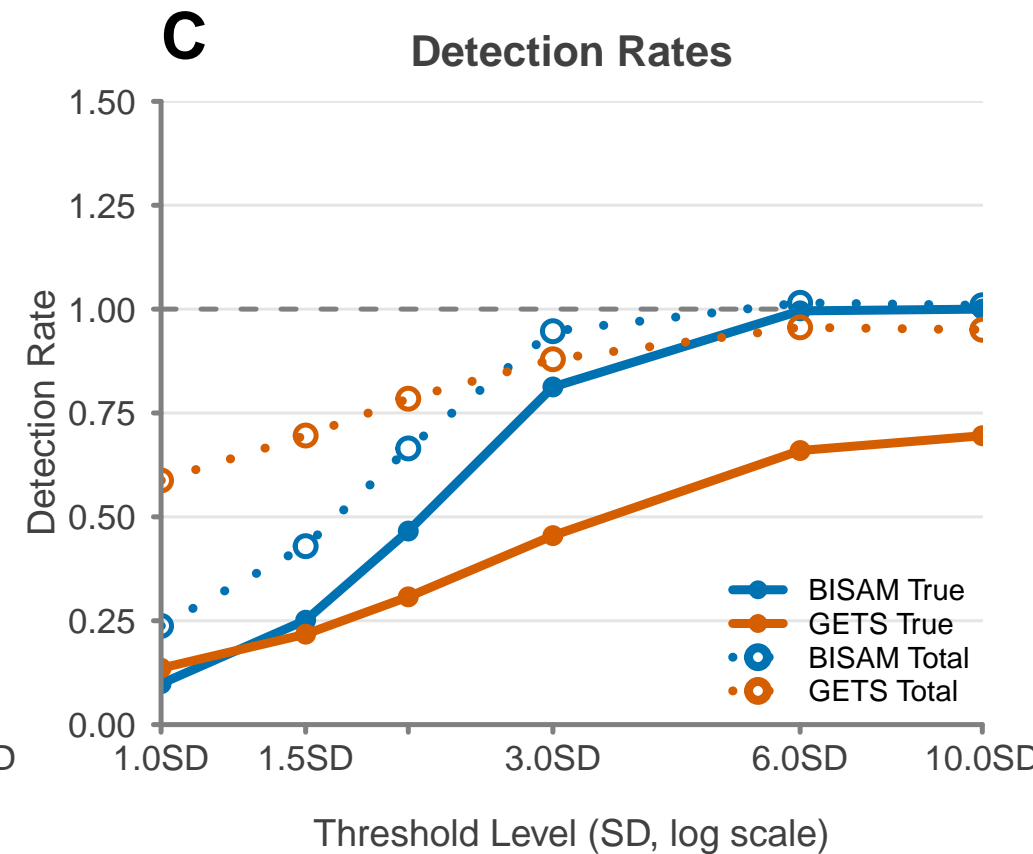 C
Detection Rates
1.50
1.25
1.00
0.75
0.50
0.25
0.00
Detection Rate
BISAM True
GETS True
BISAM Total
GETS Total
D
1.0SD 1.5SD 3.0SD 6.0SD 10.0SD
Threshold Level (SD, log scale)